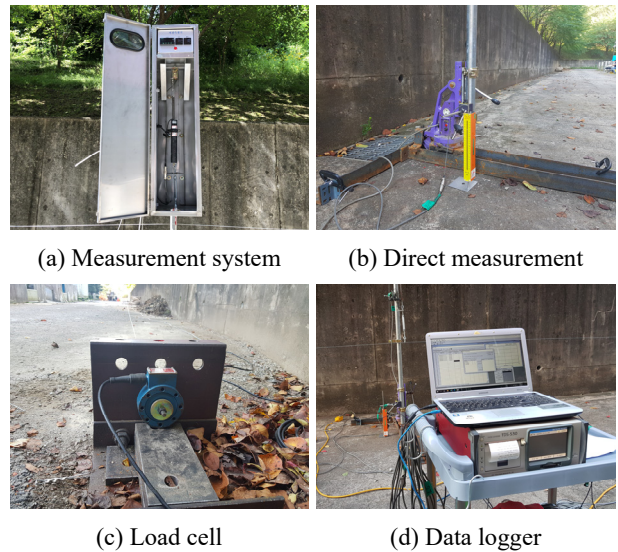 (a) Measurement system
(b) Direct measurement
(c) Load cell
(d) Data logger